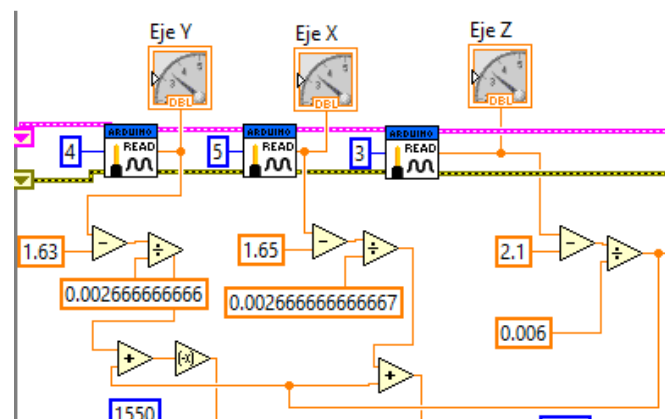 Eje Y
Eje X
Eje Z
DBL
DBL
DBL
ARDUINO
ARDUINO
ARDUINO
4
READ
5
READ
3
READ
1.63
-
÷
1.65
-
÷
2.1
-
÷
0.002666666666
0.002666666666667
0.006
+
(-x)
+
1550